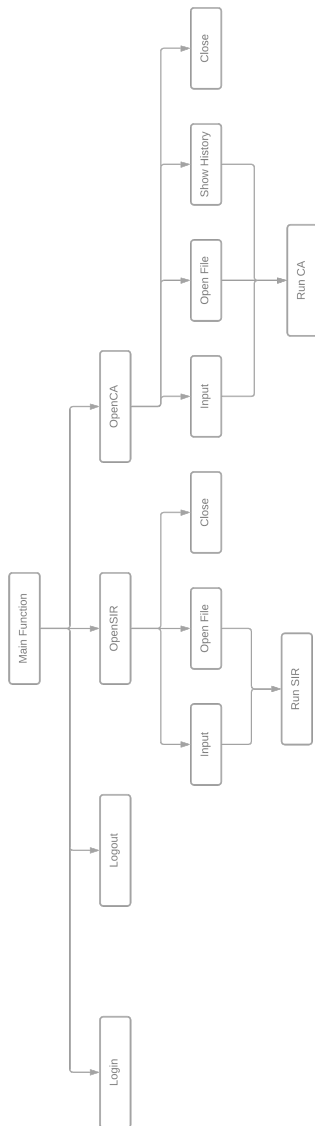 Main Function
Login
Logout
OpenSIR
OpenCA
Input
Open File
Close
Input
Open File
Show History
Close
Run SIR
Run CA